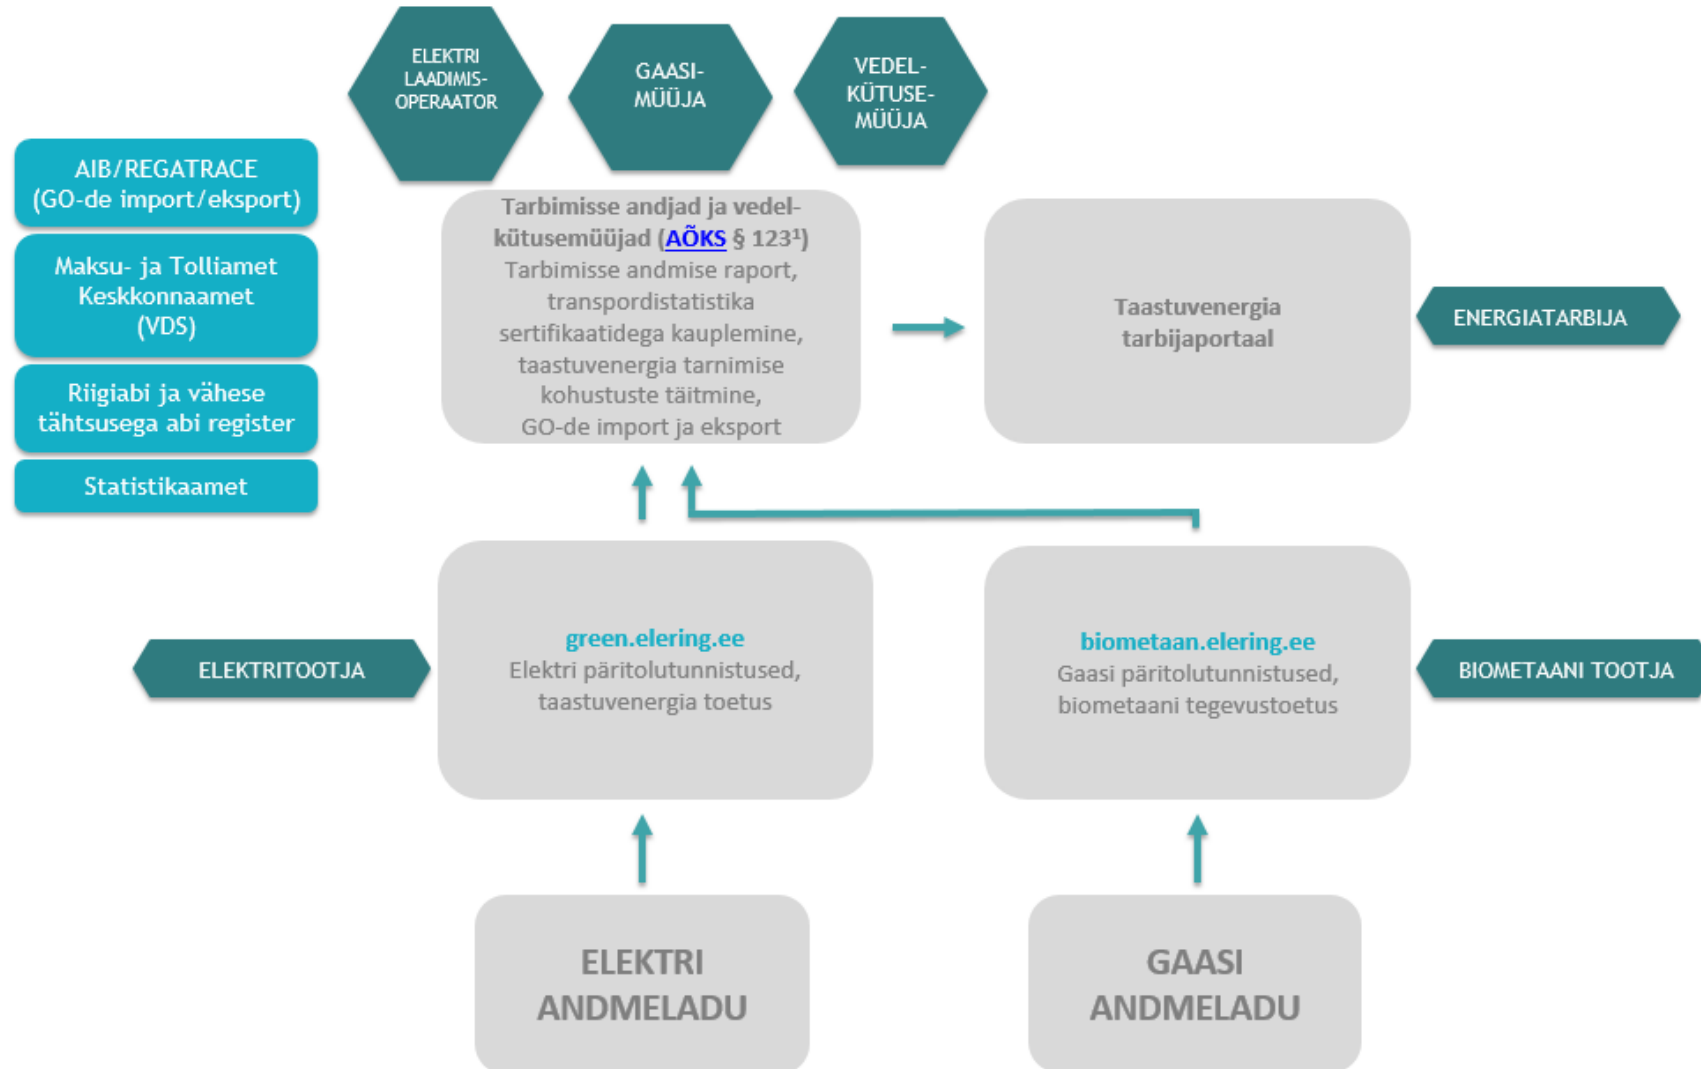 ELEKTRI
LAADIMIS-
OPERAATOR
GAASI-
MÜÜJA
VEDEL-
KÜTUSE-
MÜÜJA
AIB/REGATRACE
(GO-de import/eksport)
Maksu- ja Tolliamet
Keskkonnaamet
(VDS)
Riigiabi ja vähese
tähtsusega abi register
Statistikaamet
Tarbimisse andjad ja vedel-
kütusemüüjad (AÕKS § 123¹)
Tarbimisse andmise raport,
transpordistatistika
sertifikaatidega kauplemine,
taastuvenergia tarnimise
kohustuste täitmine,
GO-de import ja eksport
Taastuvenergia
tarbijaportaal
ENERGIATARBIJA
ELEKTRITOOTJA
green.elering.ee
Elektri päritolutunnistused,
taastuvenergia toetus
biometaan.elering.ee
Gaasi päritolutunnistused,
biometaani tegevustoetus
BIOMETAANI TOOTJA
ELEKTRI
ANDMELADU
GAASI
ANDMELADU